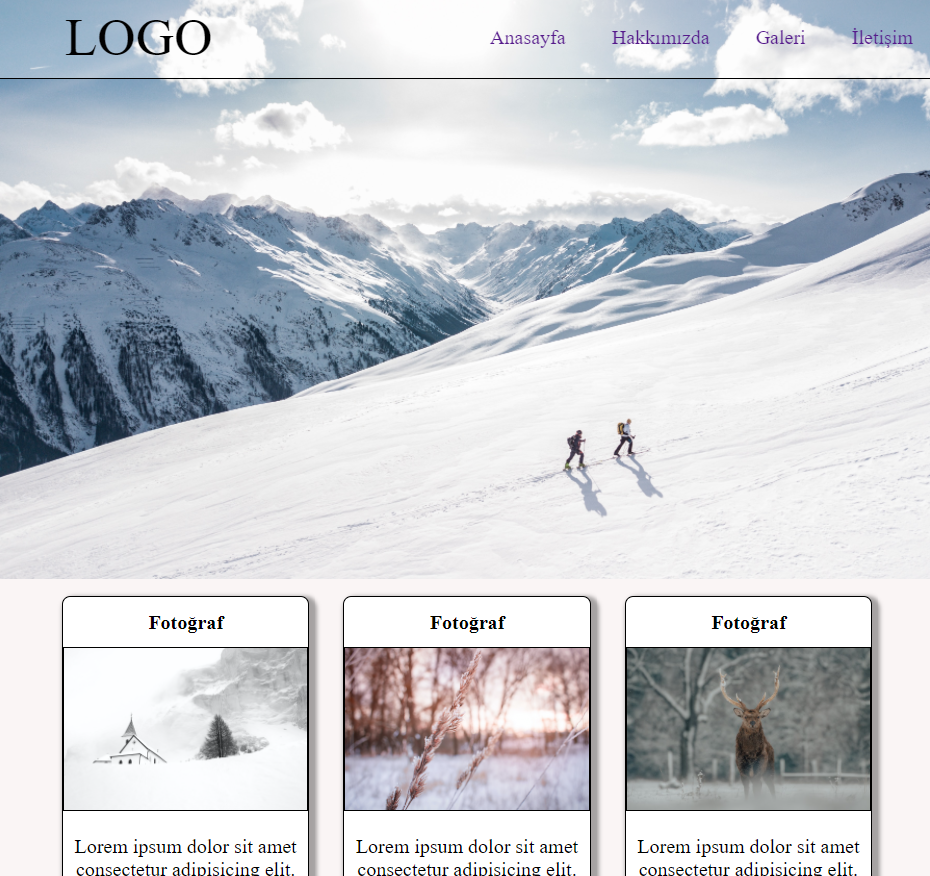 LOGO
Anasayfa Hakkımızda Galeri İletişim
Fotoğraf Fotoğraf Fotoğraf
Lorem ipsum dolor sit amet
consectetur adipisicing elit.
Lorem ipsum dolor sit amet
consectetur adipisicing elit.
Lorem ipsum dolor sit amet
consectetur adipisicing elit.